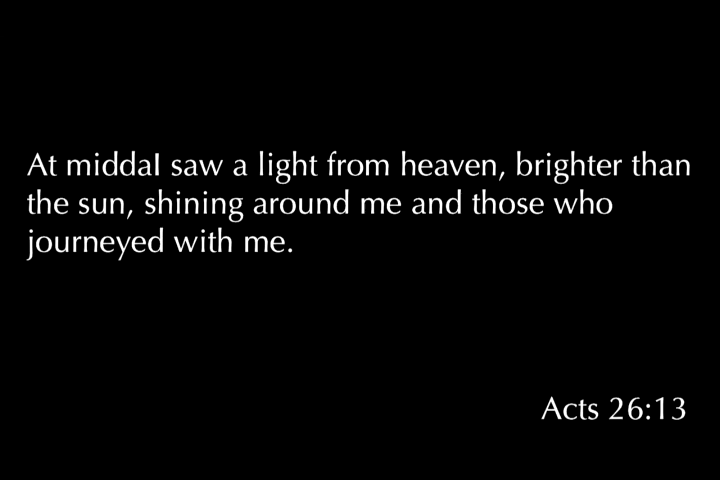 At middaI saw a light from heaven, brighter than
the sun, shining around me and those who
journeyed with me.
Acts 26:13